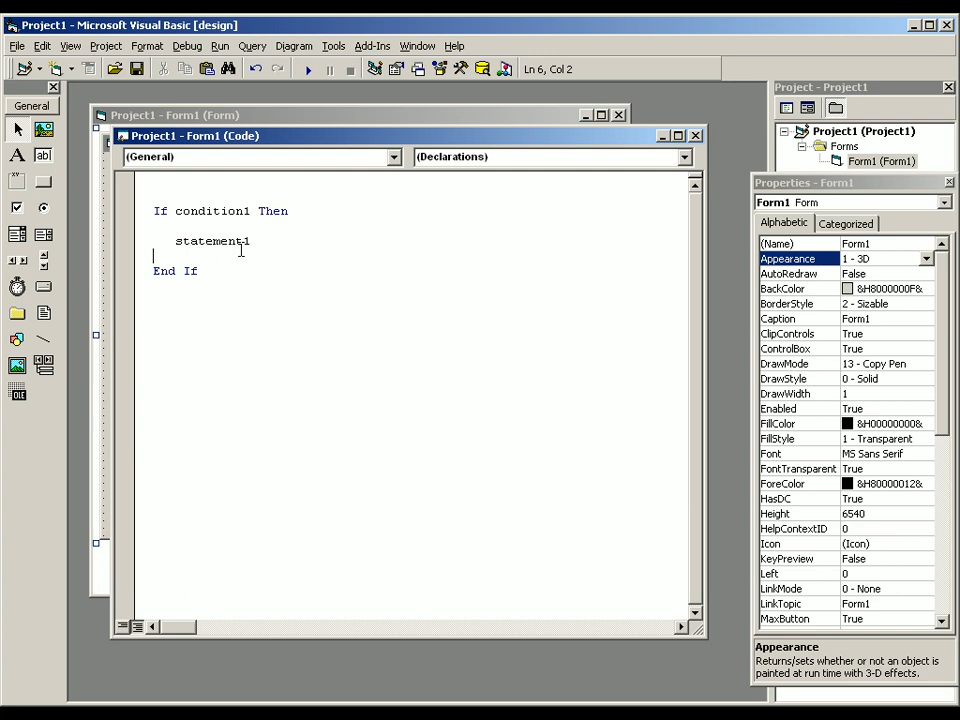 Project1 - Microsoft Visual Basic [design]
File Edit View Project Format Debug Run Query Diagram Tools Add-Ins Window Help
Ln 6, Col 2
General
Project1 - Form1 (Form)
Project1 - Form1 (Code)
(General) (Declarations)
If condition1 Then
statement1
End If
Project - Project1
Project1 (Project1)
Forms
Form1 (Form1)
Properties - Form1
Form1 Form
Alphabetic Categorized
(Name) Form1
Appearance 1 - 3D
AutoRedraw False
BackColor &H8000000F&
BorderStyle 2 - Sizable
Caption Form1
ClipControls True
ControlBox True
DrawMode 13 - Copy Pen
DrawStyle 0 - Solid
DrawWidth 1
Enabled True
FillColor &H00000000&
FillStyle 1 - Transparent
Font MS Sans Serif
FontTransparent True
ForeColor &H80000012&
HasDC True
Height 6540
HelpContextID 0
Icon (Icon)
KeyPreview False
Left 0
LinkMode 0 - None
LinkTopic Form1
MaxButton True
Appearance
Returns/sets whether or not an object is
painted at run time with 3-D effects.
ab|
A
xy
OLE